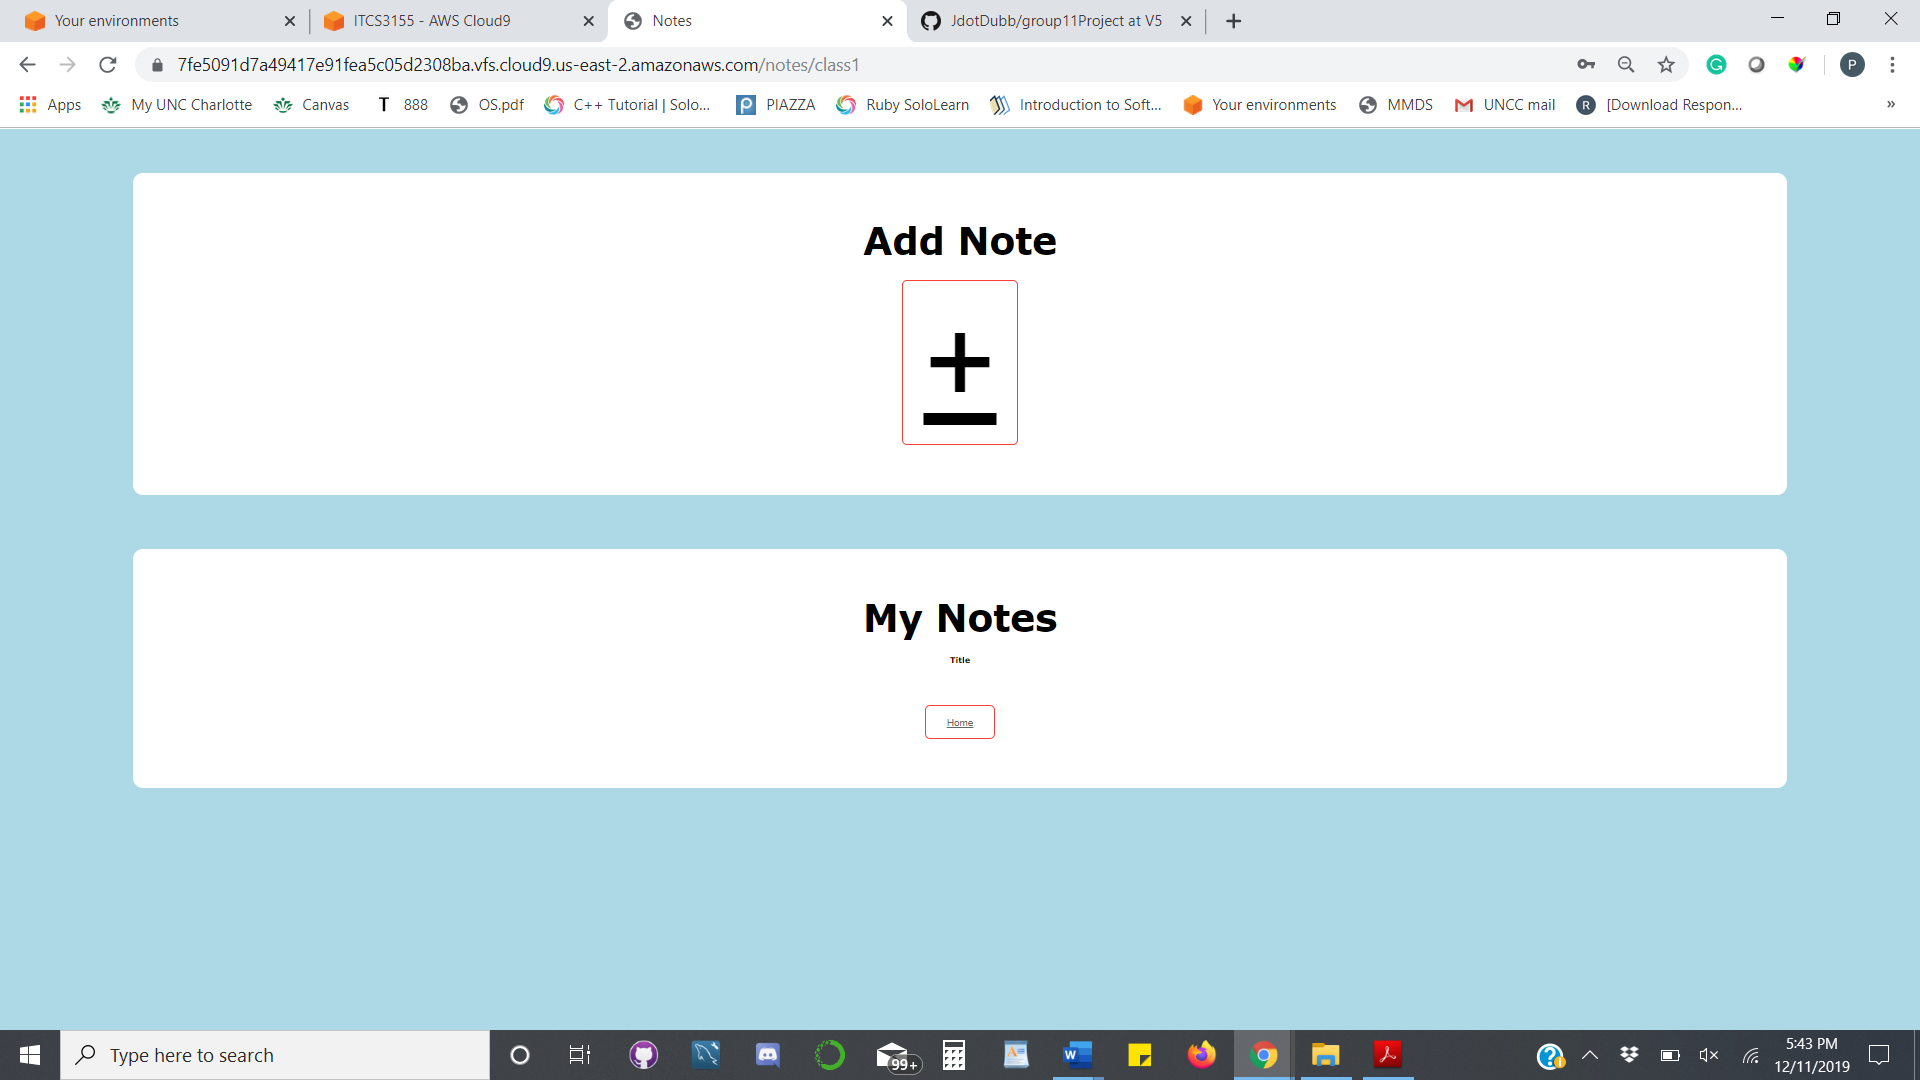 Your environments
ITCS3155 - AWS Cloud9
Notes
JdotDubb/group11Project at V5
7fe5091d7a49417e91fea5c05d2308ba.vfs.cloud9.us-east-2.amazonaws.com/notes/class1
P
Apps
My UNC Charlotte
Canvas
T 888
OS.pdf
C++ Tutorial | Solo...
PIAZZA
Ruby SoloLearn
Introduction to Soft...
Your environments
MMDS
UNCC mail
R [Download Respon...
»
Add Note
+
My Notes
Title
Home
Type here to search
99+
5:43 PM
12/11/2019